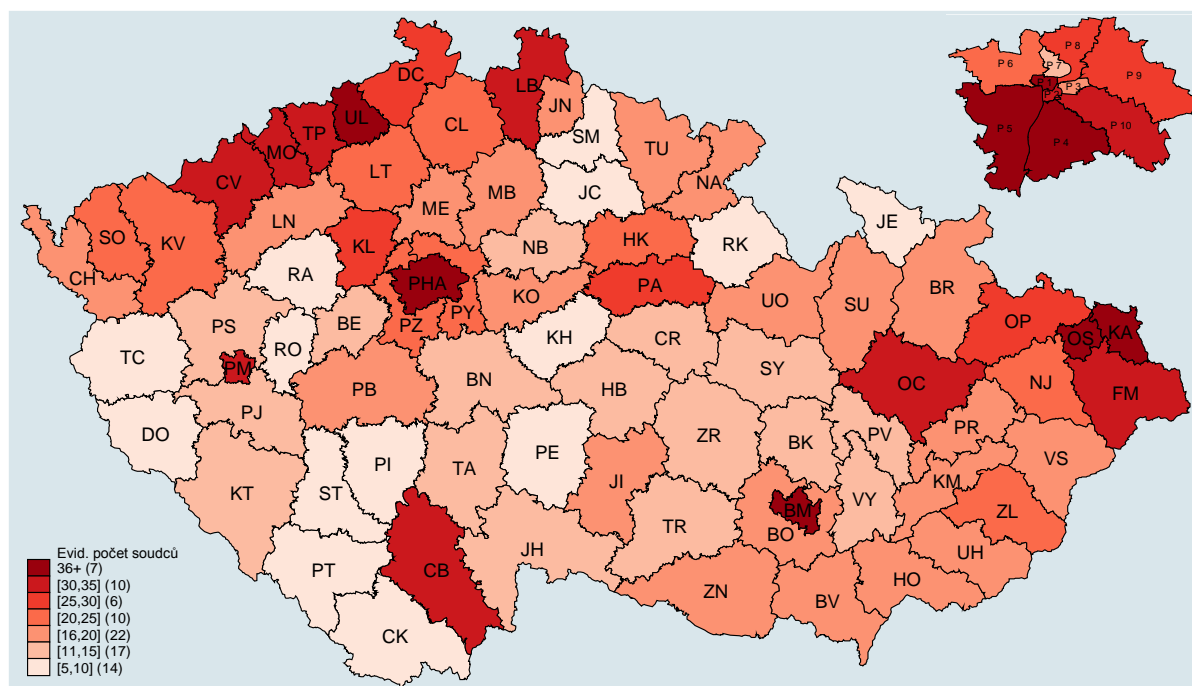 DC
LB
P 8
P 6
P 7
P 9
P 1
P 3
P 2
P 10
P 5
P 4
JN
UL
CL
TP
SM
TU
MO
CV
LT
MB
JC
NA
ME
LN
SO
KV
KL
NB
HK
RK
JE
CH
RA
PHA
KO
PA
UO
SU
BR
PS
BE
PZ
PY
OP
TC
RO
KH
CR
OS
KA
PM
PB
BN
HB
SY
OC
NJ
FM
PJ
DO
PI
PE
ZR
BK
PV
PR
VS
KT
ST
TA
JI
BM
VY
KM
ZL
TR
BO
JH
UH
PT
CB
ZN
BV
HO
CK
Evid. počet soudců
36+ (7)
[30,35] (10)
[25,30] (6)
[20,25] (10)
[16,20] (22)
[11,15] (17)
[5,10] (14)